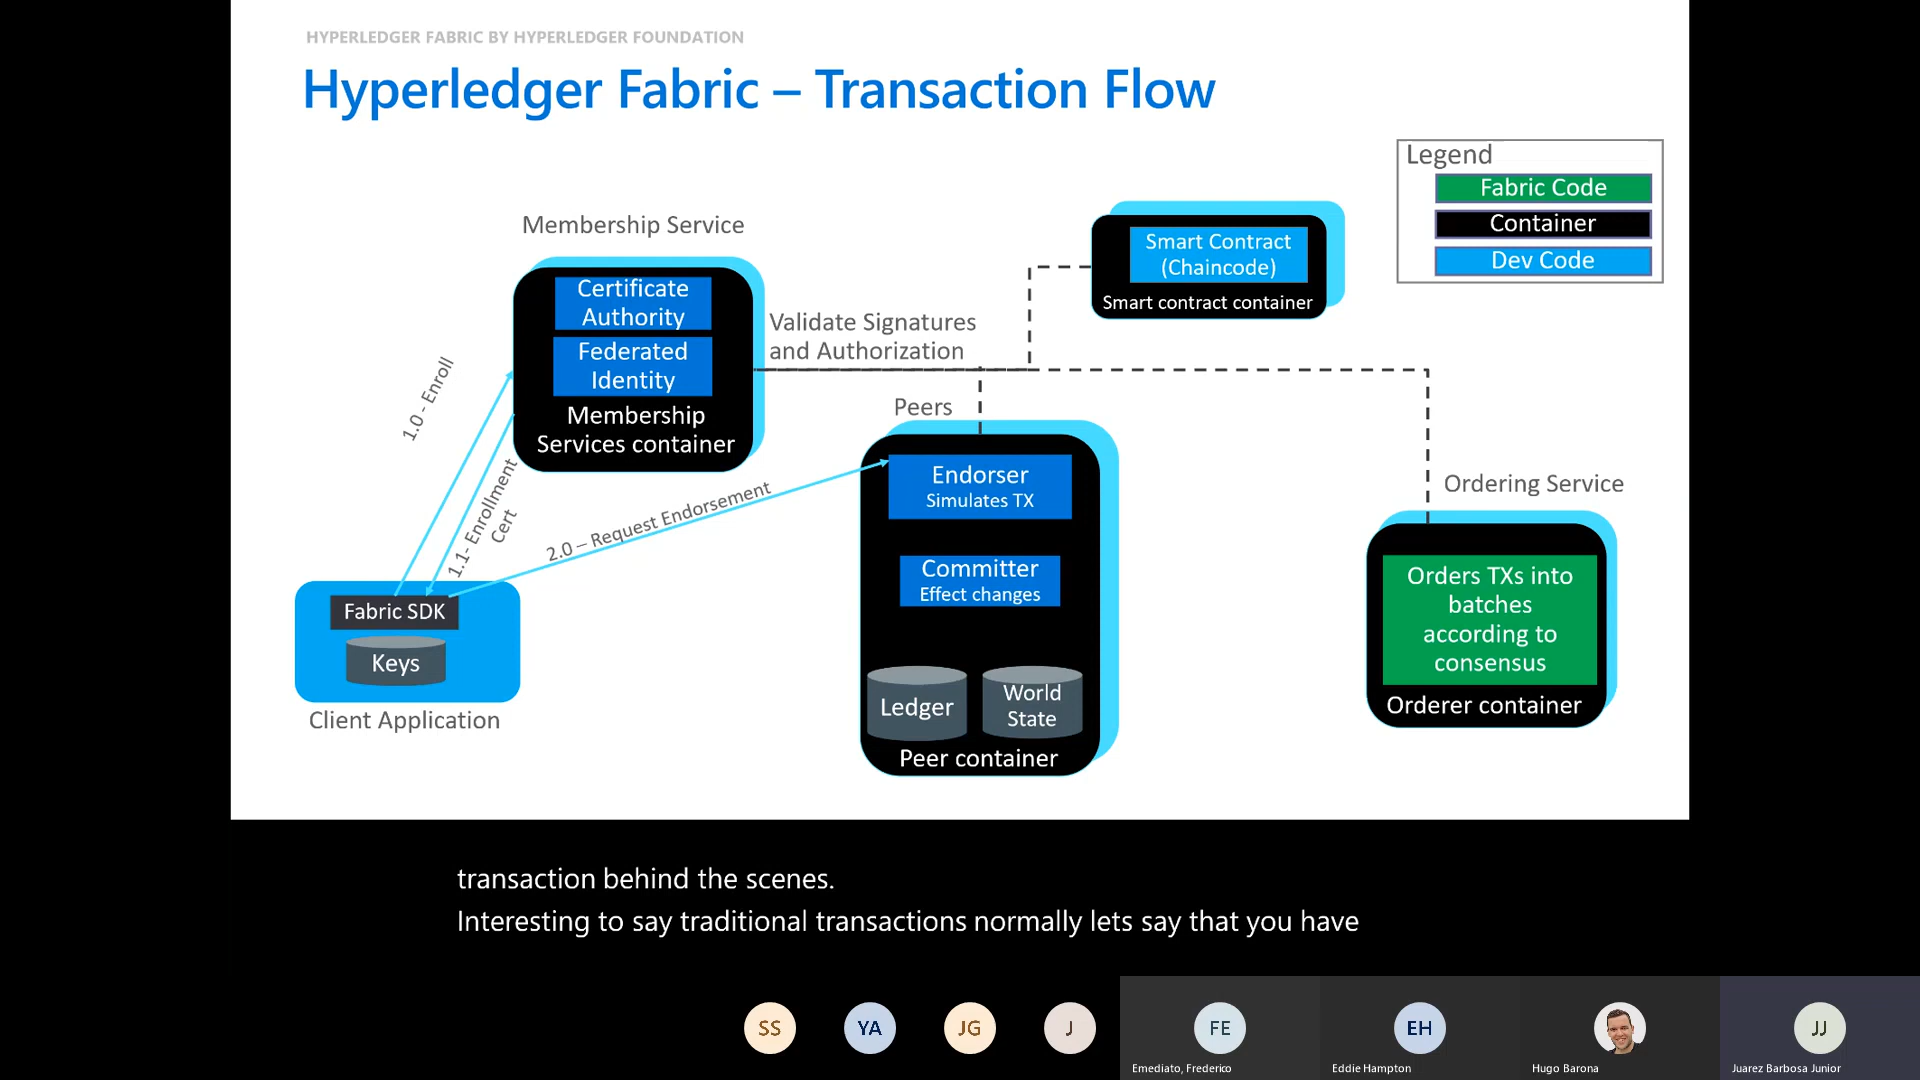 HYPERLEDGER FABRIC BY HYPERLEDGER FOUNDATION
Hyperledger Fabric – Transaction Flow
Legend
Fabric Code
Container
Dev Code
Membership Service
Certificate
Authority
Federated
Identity
Membership
Services container
Validate Signatures
and Authorization
Smart Contract
(Chaincode)
Smart contract container
1.0 - Enroll
1.1- Enrollment
Cert
2.0 – Request Endorsement
Peers
Endorser
Simulates TX
Committer
Effect changes
Ledger
World
State
Peer container
Ordering Service
Orders TXs into
batches
according to
consensus
Orderer container
Fabric SDK
Keys
Client Application
transaction behind the scenes.
Interesting to say traditional transactions normally lets say that you have
SS
YA
JG
J
FE
EH
JJ
Emediato, Frederico
Eddie Hampton
Hugo Barona
Juarez Barbosa Junior